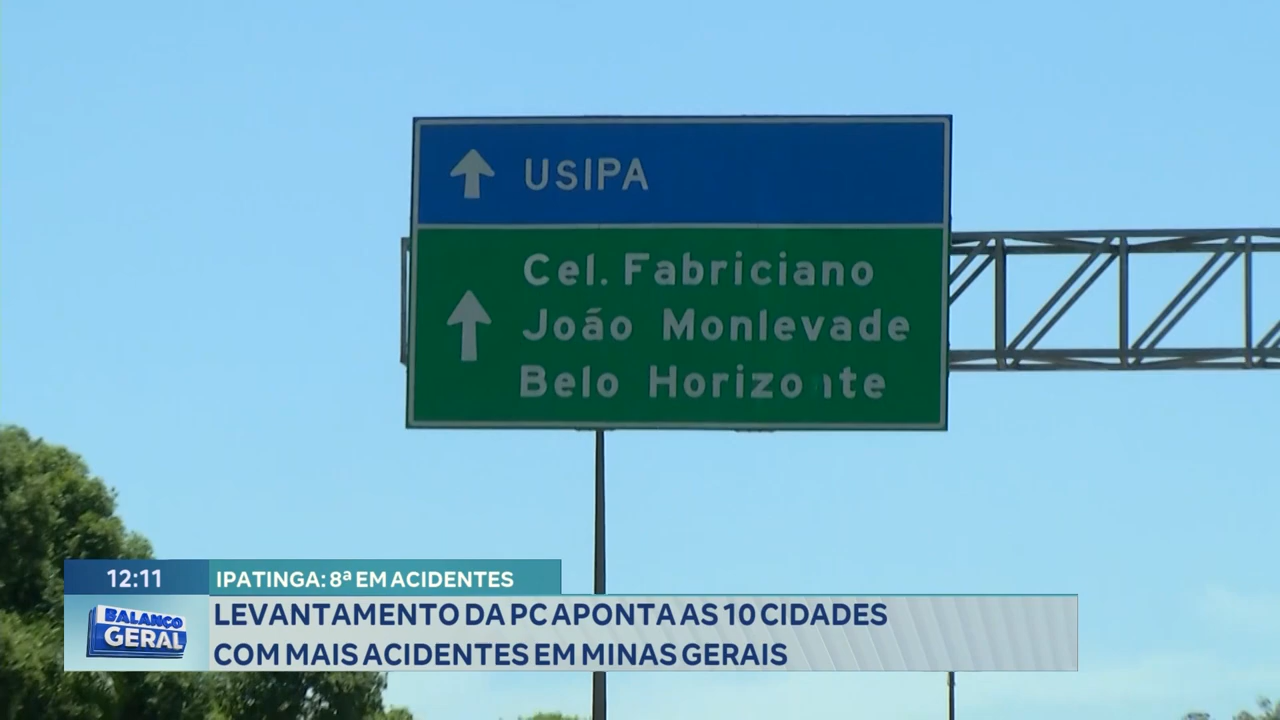 USIPA
Cel. Fabriciano
João Monlevade
Belo Horizonte
12:11
IPATINGA: 8ª EM ACIDENTES
BALANÇO
GERAL
LEVANTAMENTO DA PC APONTA AS 10 CIDADES
COM MAIS ACIDENTES EM MINAS GERAIS